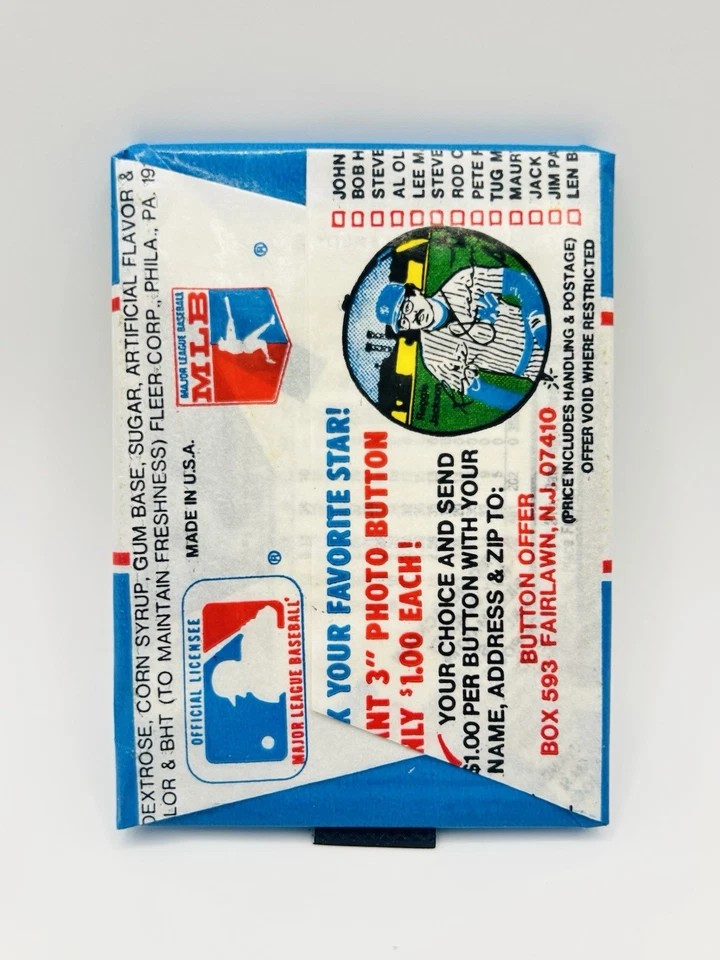 DEXTROSE, CORN SYRUP, GUM BASE, SUGAR, ARTIFICIAL FLAVOR &
LOR & BHT (TO MAINTAIN FRESHNESS) FLEER CORP., PHILA., PA. 19
OFFICIAL LICENSEE
MAJOR LEAGUE BASEBALL
®
MADE IN U.S.A.
MAJOR LEAGUE BASEBALL
MLB
®
K YOUR FAVORITE STAR!
ANT 3" PHOTO BUTTON
NLY $1.00 EACH!
YOUR CHOICE AND SEND
$1.00 PER BUTTON WITH YOUR
NAME, ADDRESS & ZIP TO:
BUTTON OFFER
BOX 593 FAIRLAWN, N.J. 07410
(PRICE INCLUDES HANDLING & POSTAGE)
OFFER VOID WHERE RESTRICTED
Reggie
Jackson
JOHN
BOB H
STEVE
AL OL
LEE M
STEVE
ROD C
PETE R
TUG M
MAUR
JACK
JIM PA
LEN B